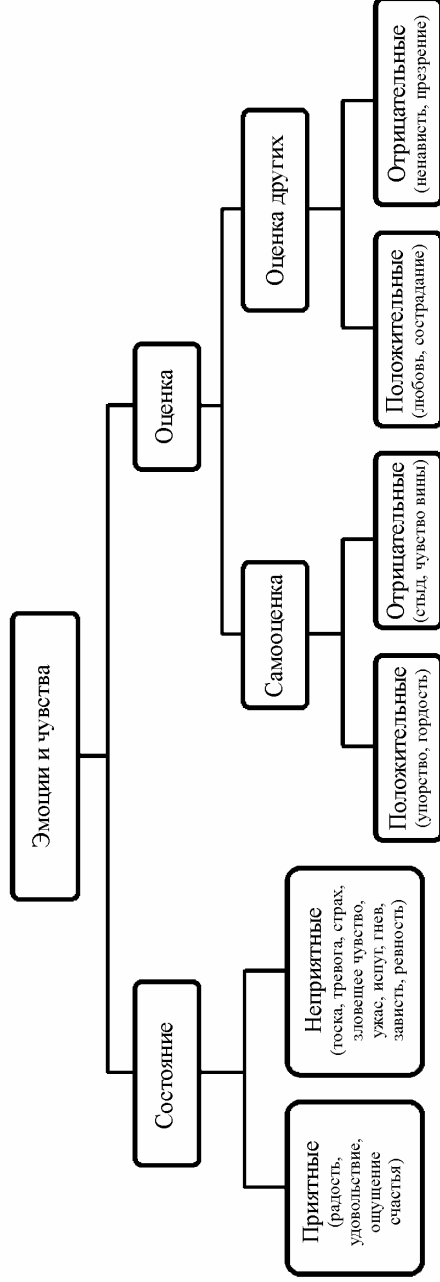 Эмоции и чувства
Состояние
Оценка
Самооценка
Оценка других
Приятные
(радость,
удовольствие,
ощущение
счастья)
Неприятные
(тоска, тревога, страх,
зловещее чувство,
ужас, испуг, гнев,
зависть, ревность)
Положительные
(упорство, гордость)
Отрицательные
(стыд, чувство вины)
Положительные
(любовь, сострадание)
Отрицательные
(ненависть, презрение)